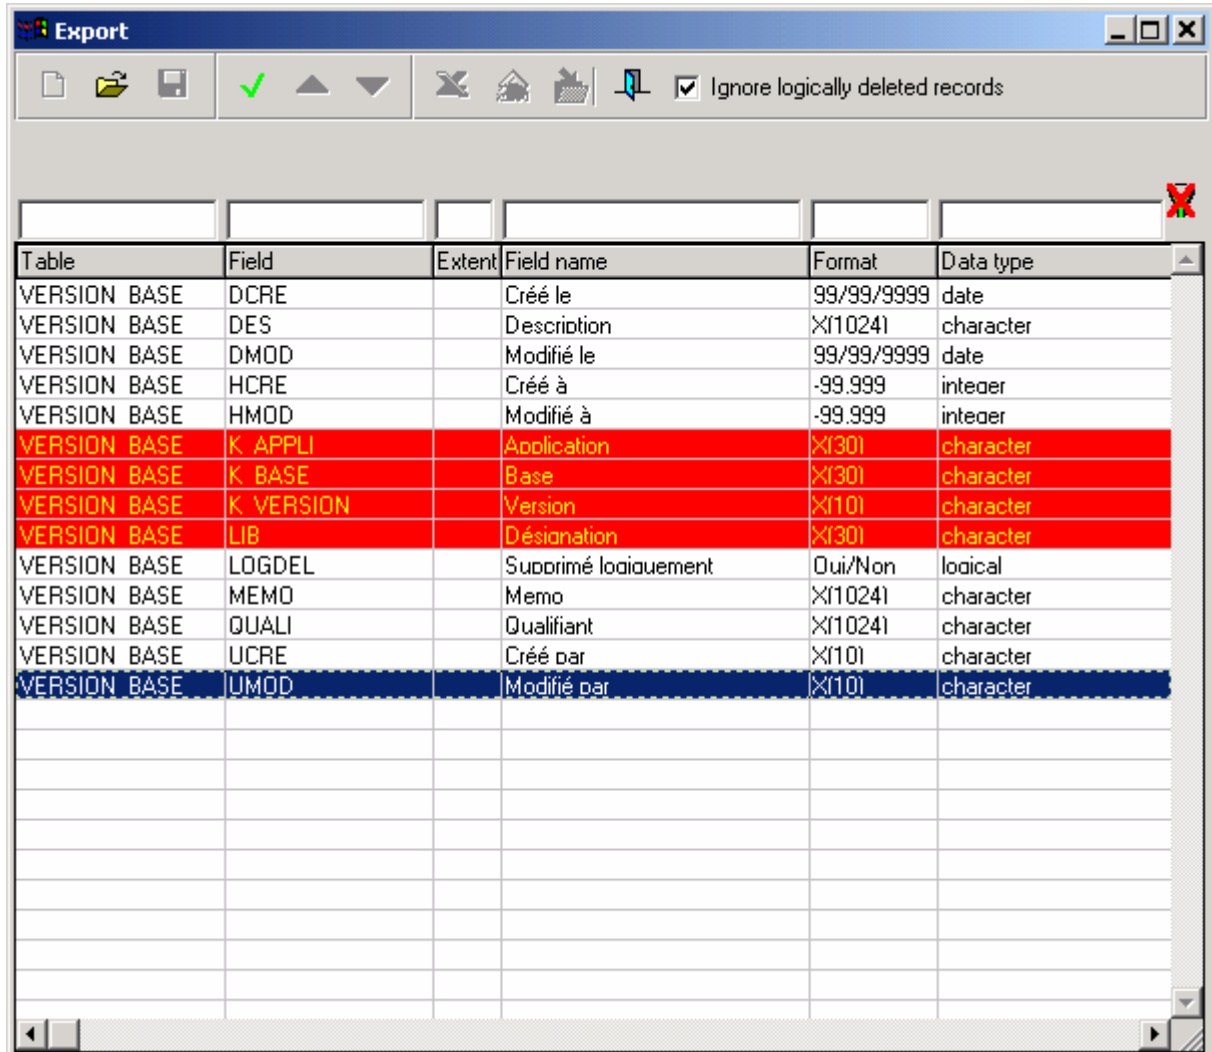 Export
Ignore logically deleted records
Table Field Extent Field name Format Data type
VERSION_BASE DCRE Créé le 99/99/9999 date
VERSION_BASE DES Description X(1024) character
VERSION_BASE DMOD Modifié le 99/99/9999 date
VERSION_BASE HCRE Créé à -99.999 integer
VERSION_BASE HMOD Modifié à -99.999 integer
VERSION_BASE K_APPLI Application X(30) character
VERSION_BASE K_BASE Base X(30) character
VERSION_BASE K_VERSION Version X(10) character
VERSION_BASE LIB Désignation X(30) character
VERSION_BASE LOGDEL Supprimé logiquement Oui/Non logical
VERSION_BASE MEMO Memo X(1024) character
VERSION_BASE QUALI Qualifiant X(1024) character
VERSION_BASE UCRE Créé par X(10) character
VERSION_BASE UMOD Modifié par X(10) character